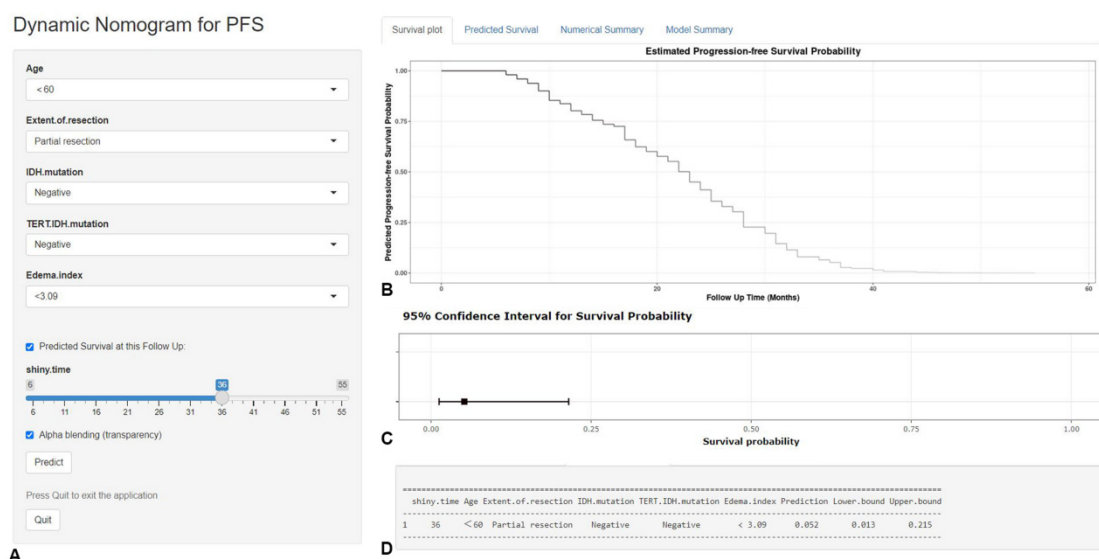 Dynamic Nomogram for PFS
Age
<60
Extent.of.resection
Partial resection
IDH.mutation
Negative
TERT.IDH.mutation
Negative
Edema.index
<3.09
Predicted Survival at this Follow Up:
shiny.time
6 36 55
6 11 16 21 26 31 36 41 46 51 55
Alpha blending (transparency)
Predict
Press Quit to exit the application
Quit
A
Survival plot Predicted Survival Numerical Summary Model Summary
Estimated Progression-free Survival Probability
Predicted Progression-free Survival Probability
1.00
0.75
0.50
0.25
0.00
0 20 40 60
Follow Up Time (Months)
B
95% Confidence Interval for Survival Probability
0.00 0.25 0.50 0.75 1.00
Survival probability
C
shiny.time Age Extent.of.resection IDH.mutation TERT.IDH.mutation Edema.index Prediction Lower.bound Upper.bound
1 36 <60 Partial resection Negative Negative < 3.09 0.052 0.013 0.215
D